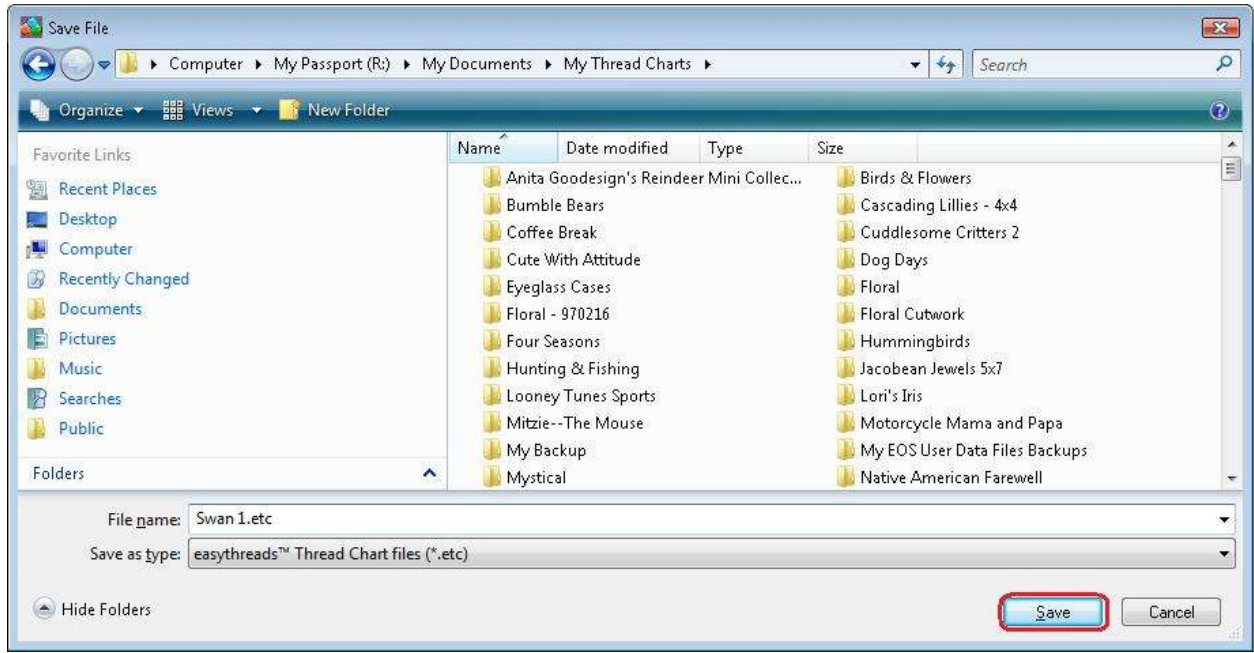 Save File
Computer ▸ My Passport (R:) ▸ My Documents ▸ My Thread Charts ▸
Search
Organize Views New Folder
Favorite Links
Recent Places
Desktop
Computer
Recently Changed
Documents
Pictures
Music
Searches
Public
Folders
Name Date modified Type Size
Anita Goodesign's Reindeer Mini Collec... Birds & Flowers
Bumble Bears Cascading Lillies - 4x4
Coffee Break Cuddlesome Critters 2
Cute With Attitude Dog Days
Eyeglass Cases Floral
Floral - 970216 Floral Cutwork
Four Seasons Hummingbirds
Hunting & Fishing Jacobean Jewels 5x7
Looney Tunes Sports Lori's Iris
Mitzie--The Mouse Motorcycle Mama and Papa
My Backup My EOS User Data Files Backups
Mystical Native American Farewell
File name: Swan 1.etc
Save as type: easythreads™ Thread Chart files (*.etc)
Hide Folders
Save Cancel